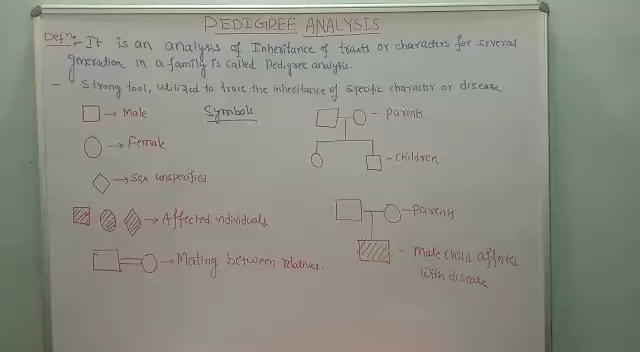 PEDIGREE ANALYSIS
Defn:- It is an analysis of Inheritance of traits or characters for several
generation in a family is called Pedigree analysis.
- Strong tool, utilized to trace the inheritance of specific character or disease
Symbols
→ Male
→ Female
→ Sex unspecified
→ Affected individuals
→ Mating between relatives.
- parents
- children
- parents
- Male child affected
with disease